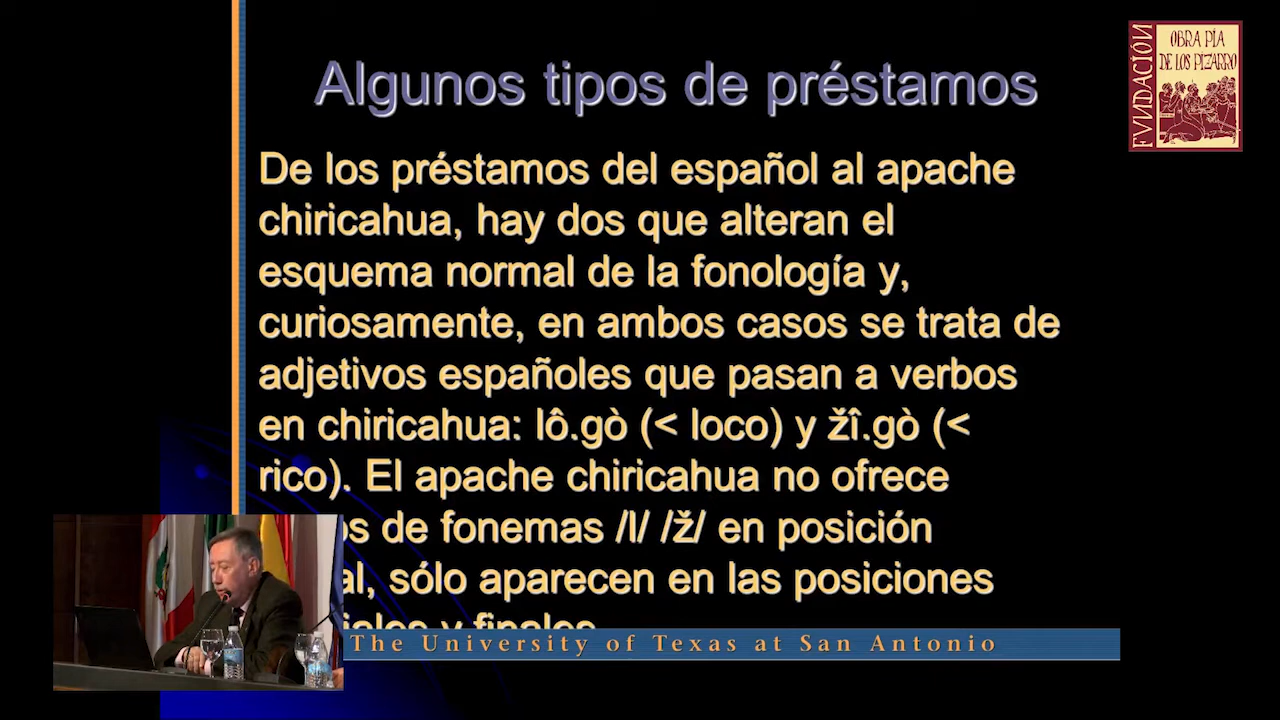 Algunos tipos de préstamos
De los préstamos del español al apache
chiricahua, hay dos que alteran el
esquema normal de la fonología y,
curiosamente, en ambos casos se trata de
adjetivos españoles que pasan a verbos
en chiricahua: lô.gò (< loco) y žî.gò (<
rico). El apache chiricahua no ofrece
de fonemas /l/ /ž/ en posición
sólo aparecen en las posiciones
y finales
The University of Texas at San Antonio
FVNDACIÓN
OBRA PÍA
DE LOS PIZARRO